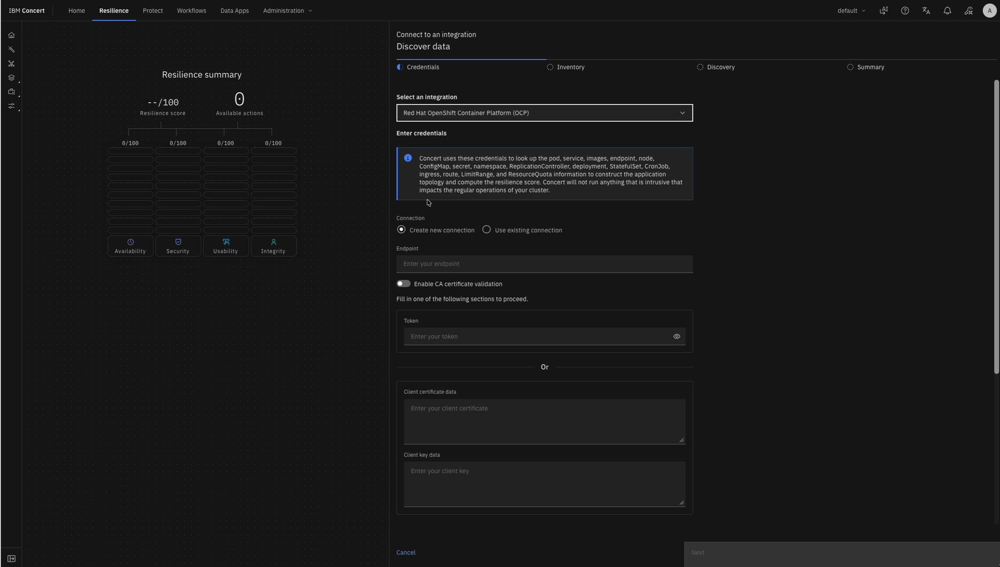 IBM Concert
Home
Resilience
Protect
Workflows
Data Apps
Administration
default
A
Resilience summary
--/100
Resilience score
0
Available actions
0/100
0/100
0/100
0/100
Availability
Security
Usability
Integrity
Connect to an integration
Discover data
Credentials
Inventory
Discovery
Summary
Select an integration
Red Hat OpenShift Container Platform (OCP)
Enter credentials
Concert uses these credentials to look up the pod, service, images, endpoint, node,
ConfigMap, secret, namespace, ReplicationController, deployment, StatefulSet, CronJob,
ingress, route, LimitRange, and ResourceQuota information to construct the application
topology and compute the resilience score. Concert will not run anything that is intrusive that
impacts the regular operations of your cluster.
Connection
Create new connection
Use existing connection
Endpoint
Enter your endpoint
Enable CA certificate validation
Fill in one of the following sections to proceed.
Token
Enter your token
Or
Client certificate data
Enter your client certificate
Client key data
Enter your client key
Cancel
Next